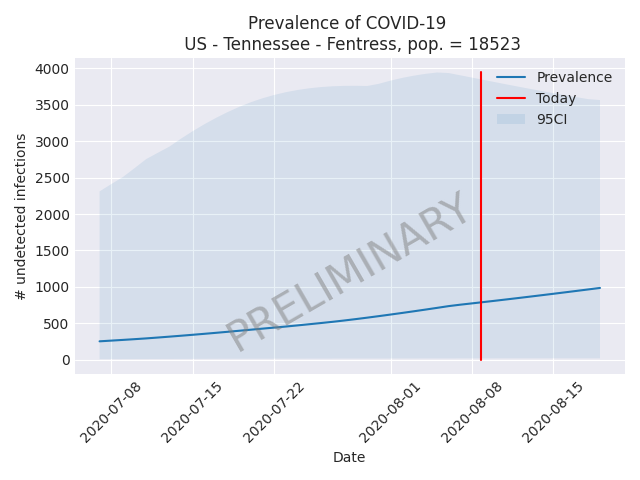 Prevalence of COVID-19
US - Tennessee - Fentress, pop. = 18523
4000
3500
3000
2500
2000
1500
1000
500
0
# undetected infections
Prevalence
Today
95CI
PRELIMINARY
2020-07-08
2020-07-15
2020-07-22
2020-08-01
2020-08-08
2020-08-15
Date